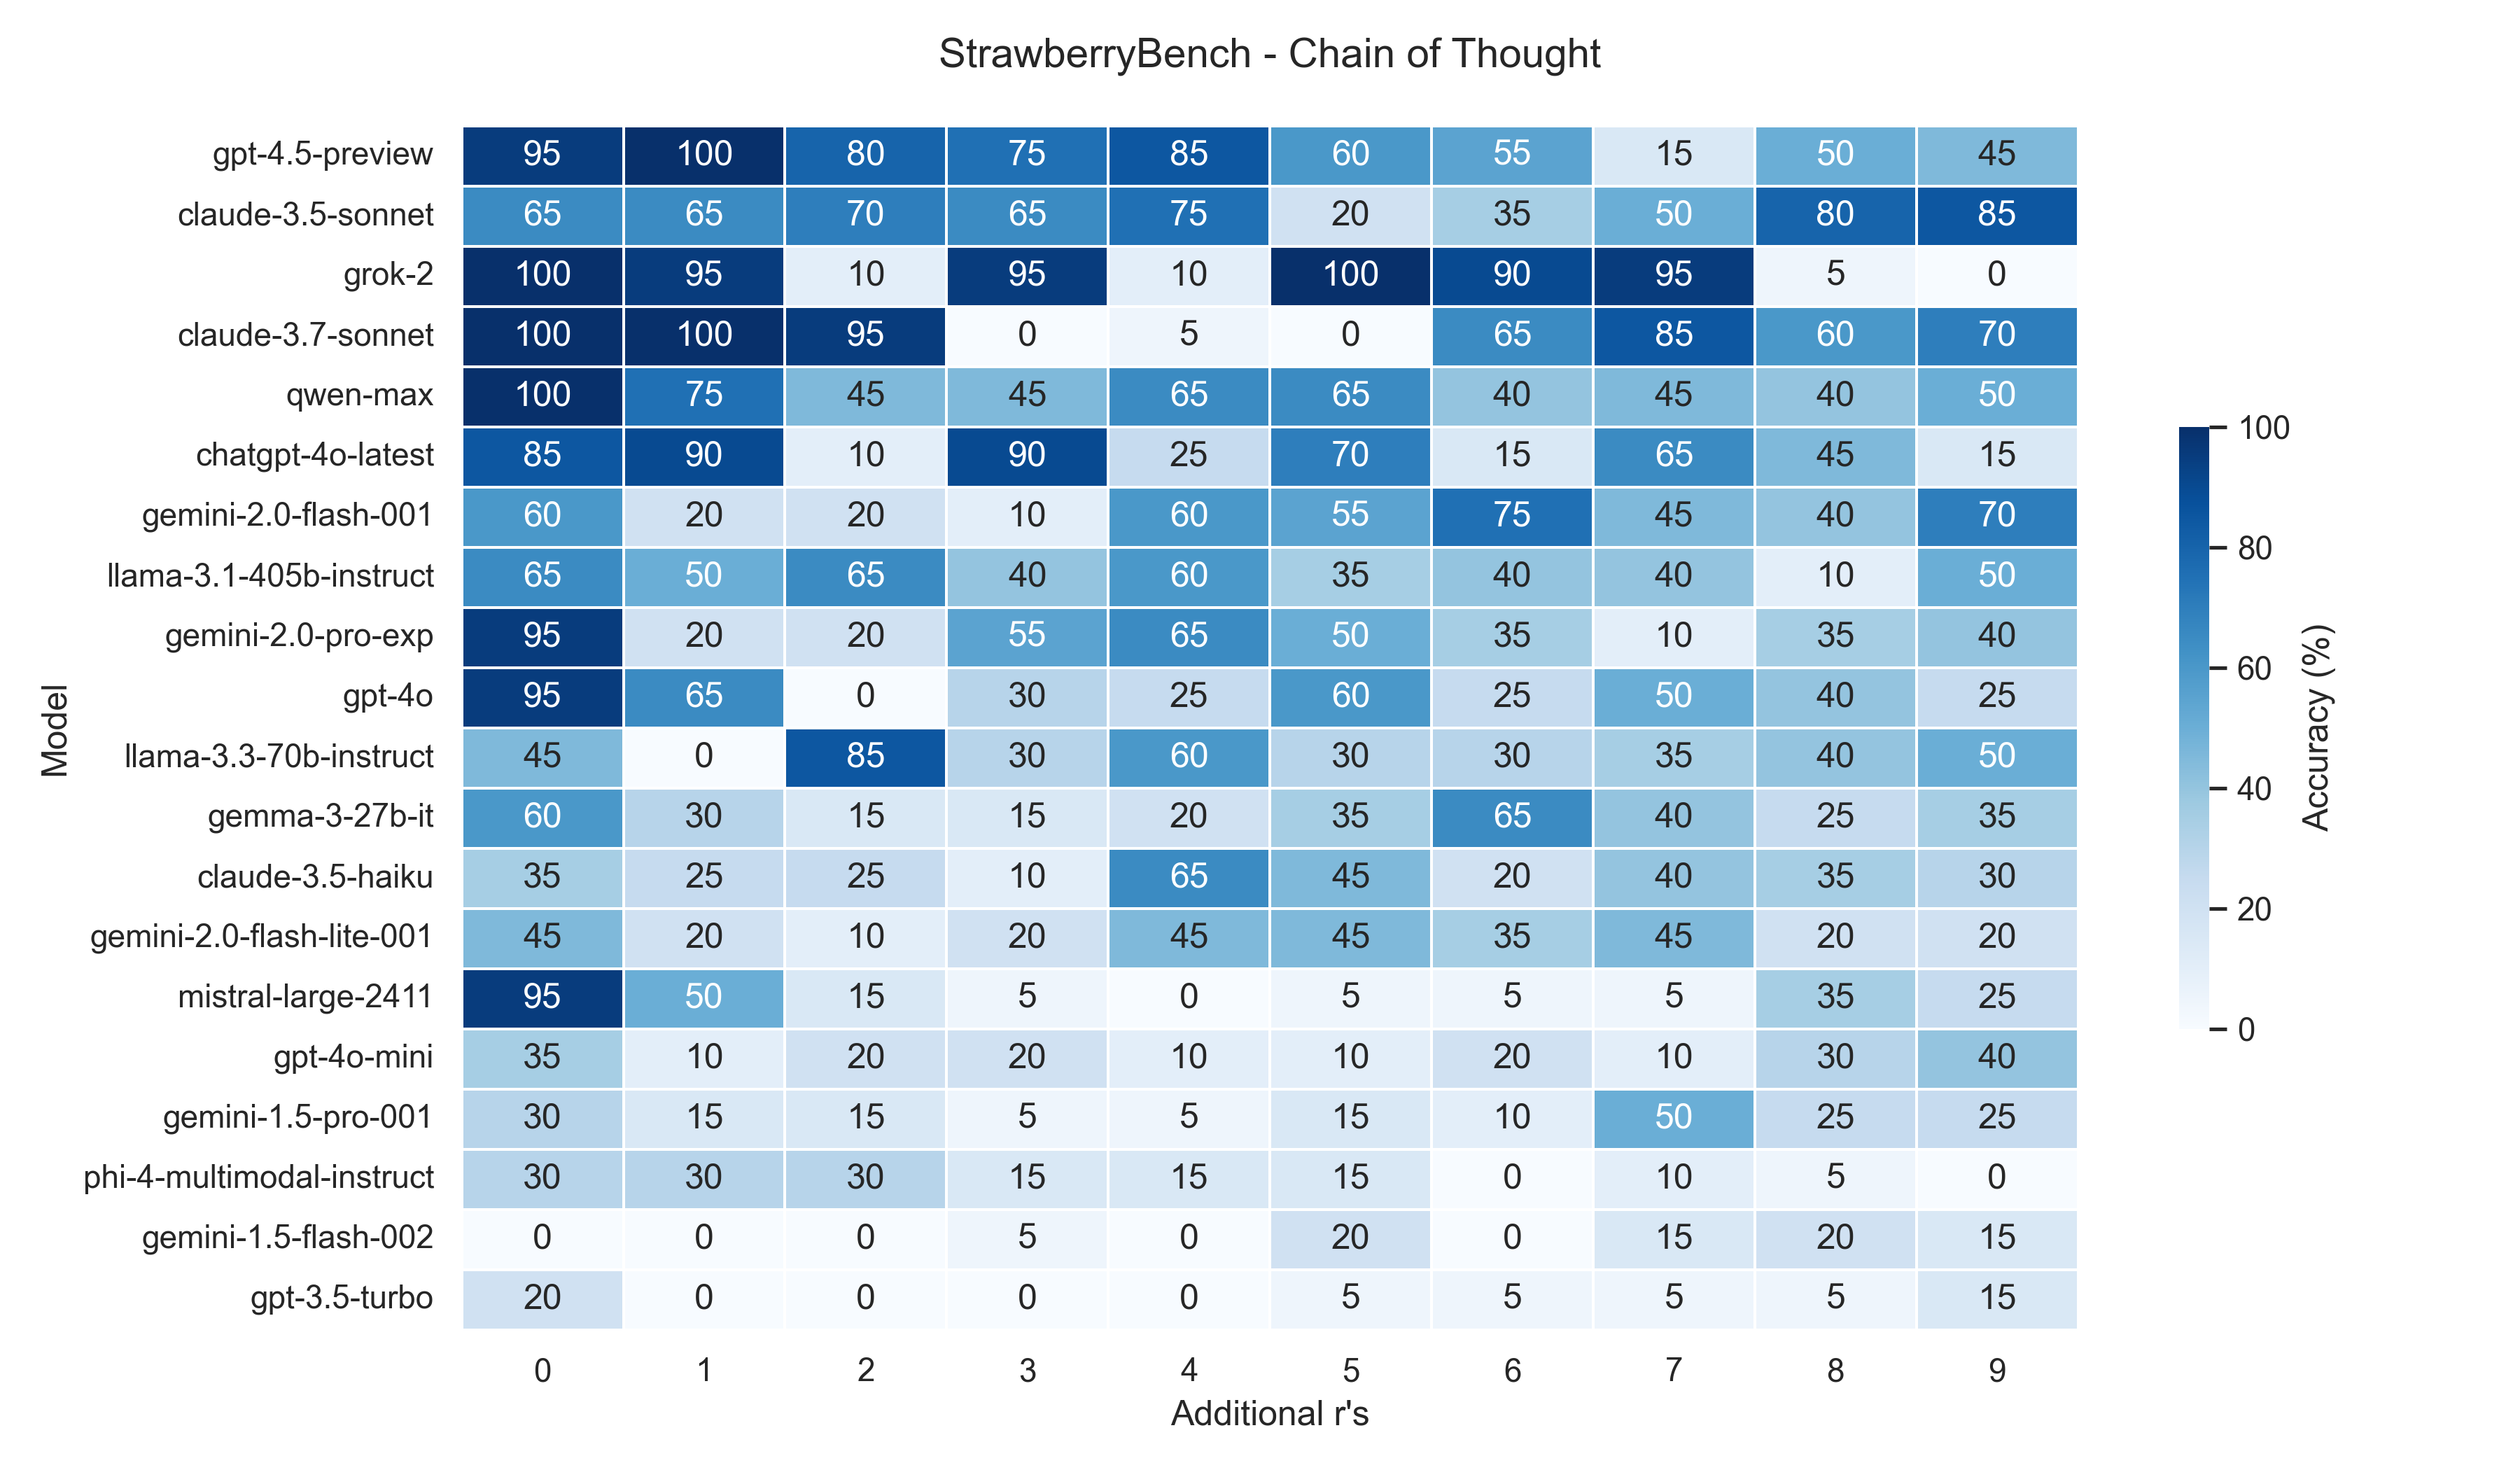 StrawberryBench - Chain of Thought
gpt-4.5-preview 95 100 80 75 85 60 55 15 50 45
claude-3.5-sonnet 65 65 70 65 75 20 35 50 80 85
grok-2 100 95 10 95 10 100 90 95 5 0
claude-3.7-sonnet 100 100 95 0 5 0 65 85 60 70
qwen-max 100 75 45 45 65 65 40 45 40 50
chatgpt-4o-latest 85 90 10 90 25 70 15 65 45 15
gemini-2.0-flash-001 60 20 20 10 60 55 75 45 40 70
llama-3.1-405b-instruct 65 50 65 40 60 35 40 40 10 50
gemini-2.0-pro-exp 95 20 20 55 65 50 35 10 35 40
gpt-4o 95 65 0 30 25 60 25 50 40 25
llama-3.3-70b-instruct 45 0 85 30 60 30 30 35 40 50
gemma-3-27b-it 60 30 15 15 20 35 65 40 25 35
claude-3.5-haiku 35 25 25 10 65 45 20 40 35 30
gemini-2.0-flash-lite-001 45 20 10 20 45 45 35 45 20 20
mistral-large-2411 95 50 15 5 0 5 5 5 35 25
gpt-4o-mini 35 10 20 20 10 10 20 10 30 40
gemini-1.5-pro-001 30 15 15 5 5 15 10 50 25 25
phi-4-multimodal-instruct 30 30 30 15 15 15 0 10 5 0
gemini-1.5-flash-002 0 0 0 5 0 20 0 15 20 15
gpt-3.5-turbo 20 0 0 0 0 5 5 5 5 15
0 1 2 3 4 5 6 7 8 9
Additional r's
Model
100
80
60
40
20
0
Accuracy (%)